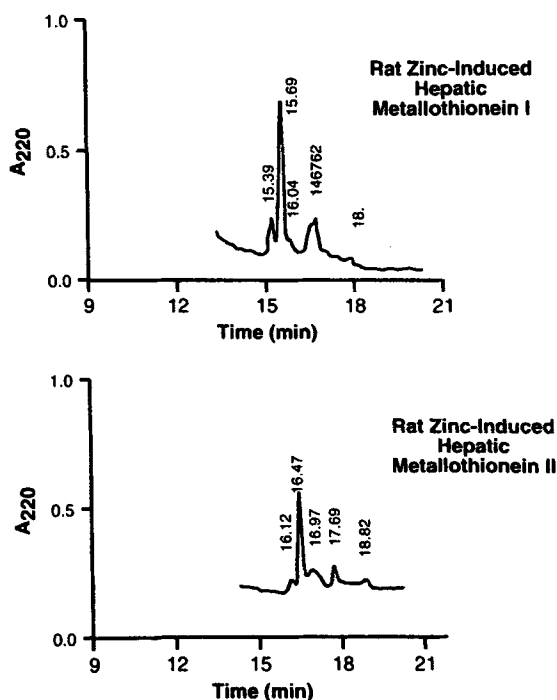 1.0
0.5
0.0
A220
9 12 15 18 21
Time (min)
15.39
15.69
16.04
146762
18.
Rat Zinc-Induced
Hepatic
Metallothionein I
1.0
0.5
0.0
A220
9 12 15 18 21
Time (min)
16.12
16.47
16.97
17.69
18.82
Rat Zinc-Induced
Hepatic
Metallothionein II